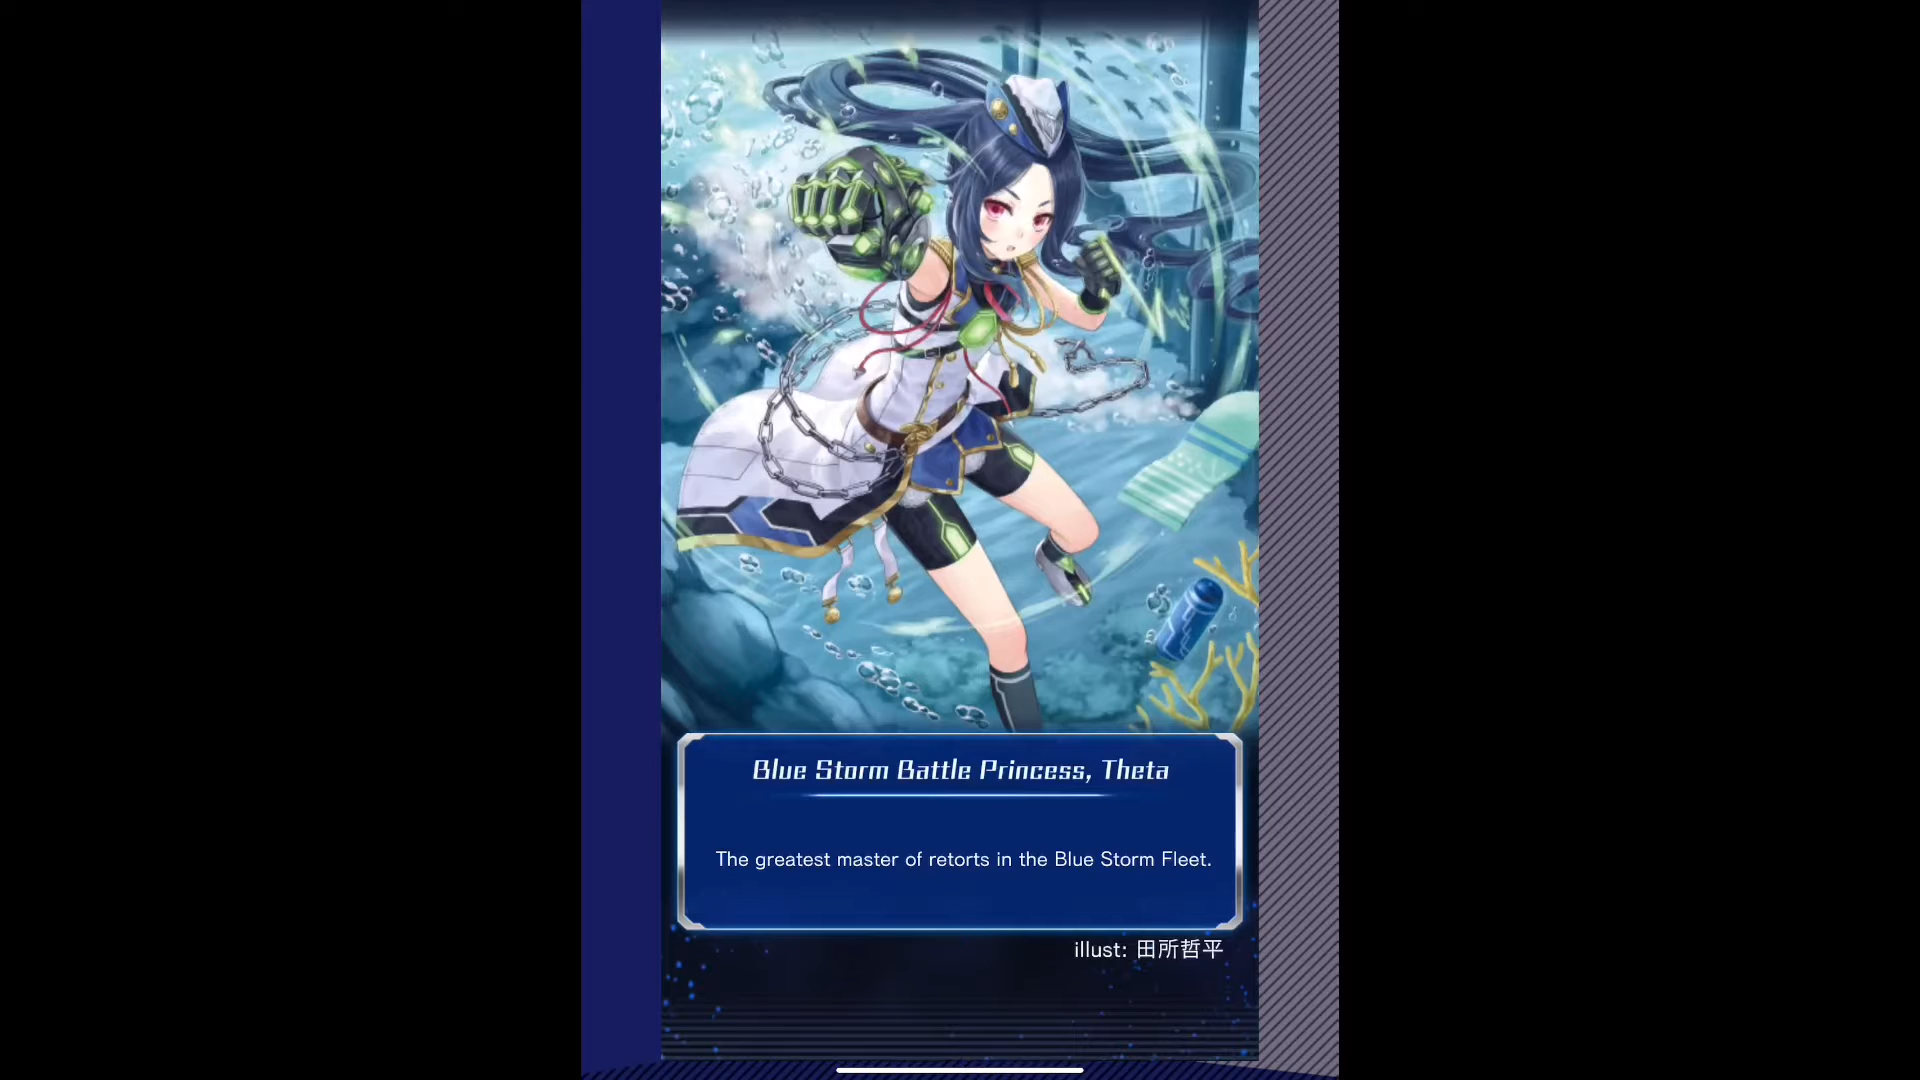 Blue Storm Battle Princess, Theta
The greatest master of retorts in the Blue Storm Fleet.
illust: 田所哲平